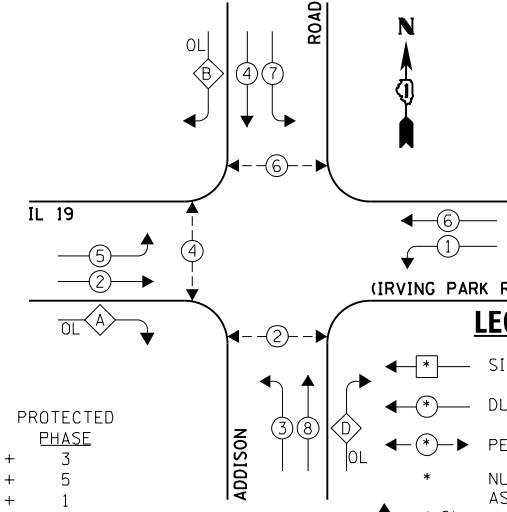 OL
B
4
7
ROAD
N
6
IL 19
6
5
4
1
2
(IRVING PARK R
OL
A
2
LE
SI
*
3
8
D
OL
ADDISON
DU
*
PE
*
* NU
AS
PROTECTED
PHASE
+ 3
+ 5
+ 1